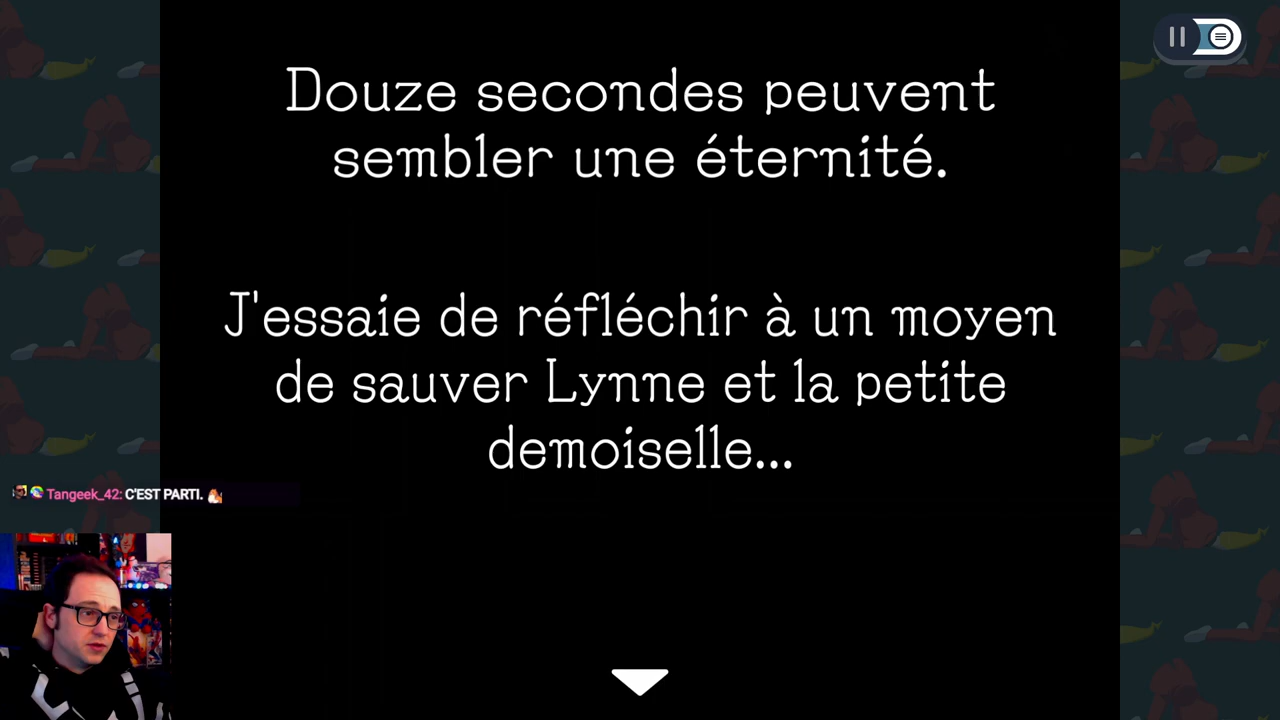 Douze secondes peuvent
sembler une éternité.
J'essaie de réfléchir à un moyen
de sauver Lynne et la petite
demoiselle...
Tangeek_42: C'EST PARTI.